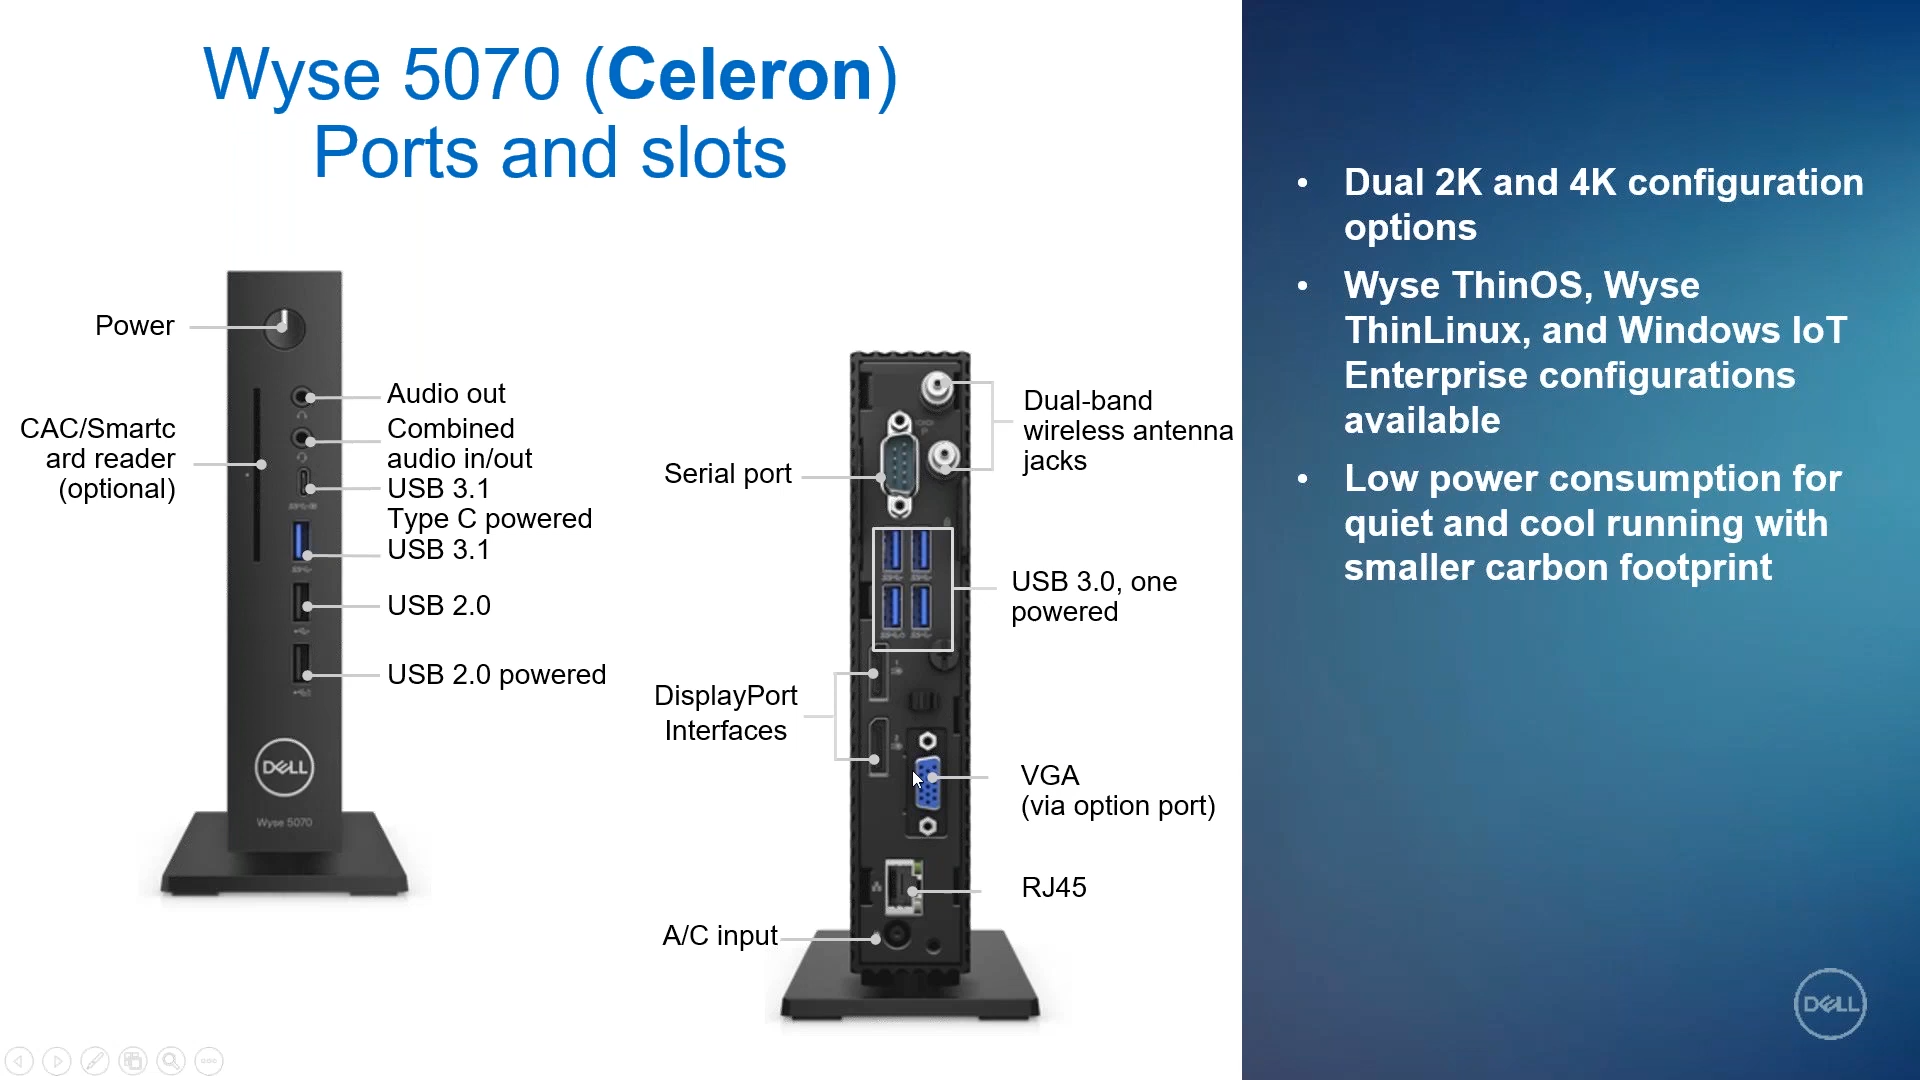 Wyse 5070 (Celeron)
Ports and slots
Power
CAC/Smartc
ard reader
(optional)
Audio out
Combined
audio in/out
USB 3.1
Type C powered
USB 3.1
USB 2.0
USB 2.0 powered
DELL
Wyse 5070
Serial port
DisplayPort
Interfaces
A/C input
Dual-band
wireless antenna
jacks
USB 3.0, one
powered
VGA
(via option port)
RJ45
• Dual 2K and 4K configuration
options
• Wyse ThinOS, Wyse
ThinLinux, and Windows IoT
Enterprise configurations
available
• Low power consumption for
quiet and cool running with
smaller carbon footprint
DELL